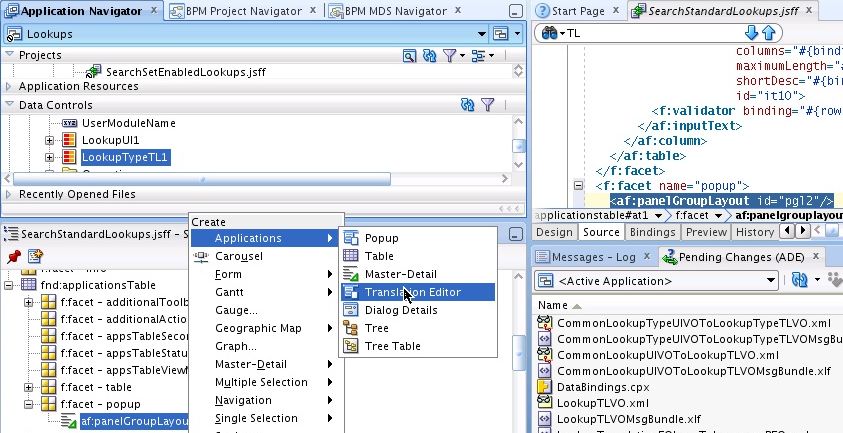 Application Navigator
BPM Project Navigator
BPM MDS Navigator
Lookups
Projects
SearchSetEnabledLookups.jsff
Application Resources
Data Controls
UserModuleName
LookupUI1
LookupTypeTL1
Recently Opened Files
SearchStandardLookups.jsff - S
fnd:applicationsTable
f:facet - additionalToolb
f:facet - additionalActio
f:facet - appsTableSecon
f:facet - appsTableStatu
f:facet - appsTableViewM
f:facet - table
f:facet - popup
af:panelGroupLayou
Create
Applications
Carousel
Form
Gantt
Gauge...
Geographic Map
Graph...
Master-Detail
Multiple Selection
Navigation
Single Selection
Popup
Table
Master-Detail
Translation Editor
Dialog Details
Tree
Tree Table
Start Page
SearchStandardLookups.jsff
TL
columns="#{bind
maximumLength="
shortDesc="#{bin
id="it10">
<f:validator binding="#{row
</af:inputText>
</af:column>
</af:table>
</f:facet>
<f:facet name="popup">
<af:panelGroupLayout id="pgl2"/>
applicationstable#at1
f:facet
af:panelgrouplayou
Design
Source
Bindings
Preview
History
Messages - Log
Pending Changes (ADE)
<Active Application>
Name
CommonLookupTypeUIVOToLookupTypeTLVO.xml
CommonLookupTypeUIVOToLookupTypeTLVOMsgBun
CommonLookupUIVOToLookupTLVO.xml
CommonLookupUIVOToLookupTLVOMsgBundle.xlf
DataBindings.cpx
LookupTLVO.xml
LookupTLVOMsgBundle.xlf